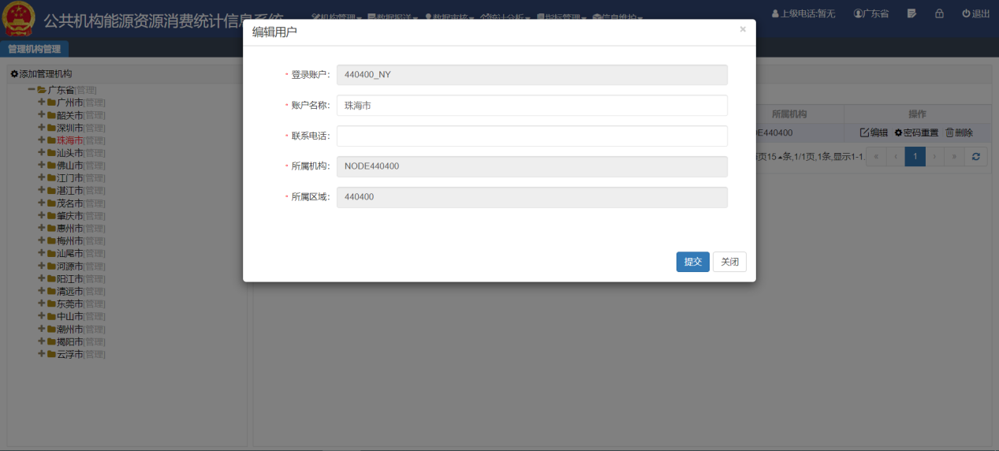 公共机构能源资源消费统计信息系统
机构管理 数据报送 数据审核 统计分析 指标管理 信息维护
上级电话:暂无 广东省 退出
管理机构管理
添加管理机构
广东省[管理]
广州市[管理]
韶关市[管理]
深圳市[管理]
珠海市[管理]
汕头市[管理]
佛山市[管理]
江门市[管理]
湛江市[管理]
茂名市[管理]
肇庆市[管理]
惠州市[管理]
梅州市[管理]
汕尾市[管理]
河源市[管理]
阳江市[管理]
清远市[管理]
东莞市[管理]
中山市[管理]
潮州市[管理]
揭阳市[管理]
云浮市[管理]
编辑用户 ×
* 登录账户: 440400_NY
* 账户名称: 珠海市
* 联系电话:
* 所属机构: NODE440400
* 所属区域: 440400
提交 关闭
所属机构 操作
DE440400 编辑 密码重置 删除
页15条,1/1页,1条,显示1-1. « ‹ 1 › »